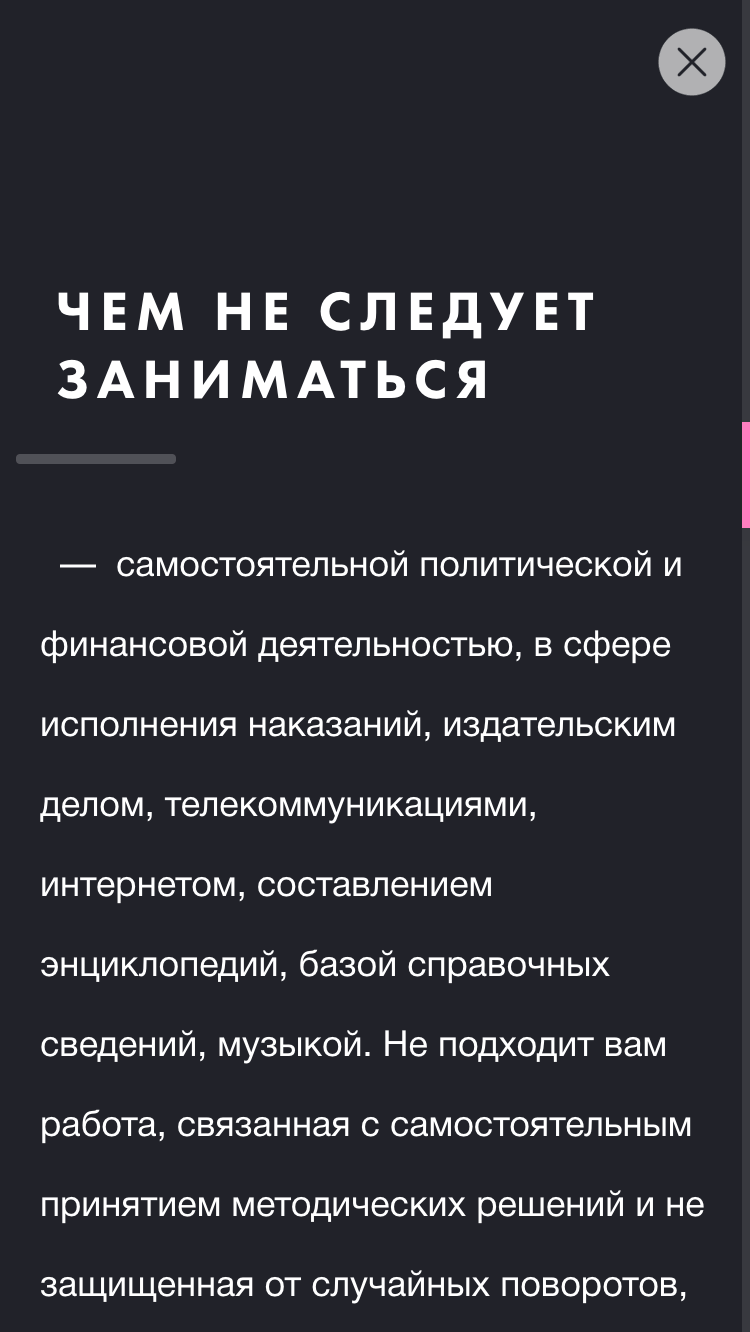 ЧЕМ НЕ СЛЕДУЕТ
ЗАНИМАТЬСЯ
— самостоятельной политической и
финансовой деятельностью, в сфере
исполнения наказаний, издательским
делом, телекоммуникациями,
интернетом, составлением
энциклопедий, базой справочных
сведений, музыкой. Не подходит вам
работа, связанная с самостоятельным
принятием методических решений и не
защищенная от случайных поворотов,